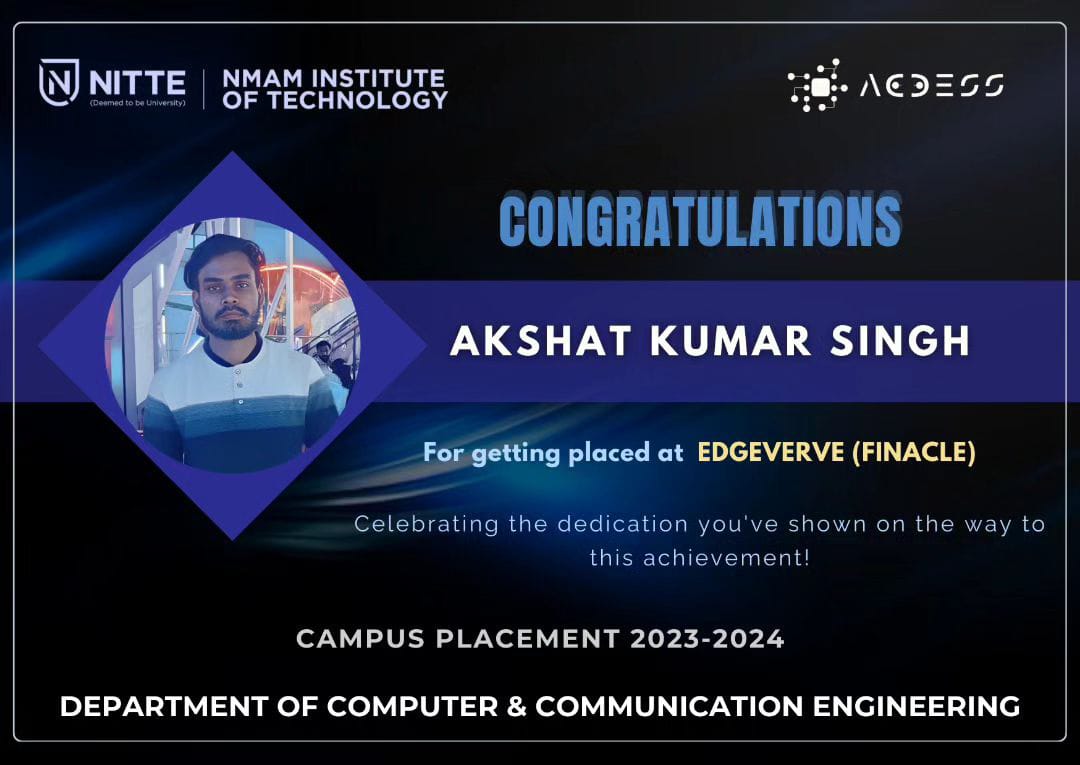 NITTE
(Deemed to be University)
NMAM INSTITUTE
OF TECHNOLOGY
ACCESS
CONGRATULATIONS
AKSHAT KUMAR SINGH
For getting placed at EDGEVERVE (FINACLE)
Celebrating the dedication you've shown on the way to
this achievement!
CAMPUS PLACEMENT 2023-2024
DEPARTMENT OF COMPUTER & COMMUNICATION ENGINEERING